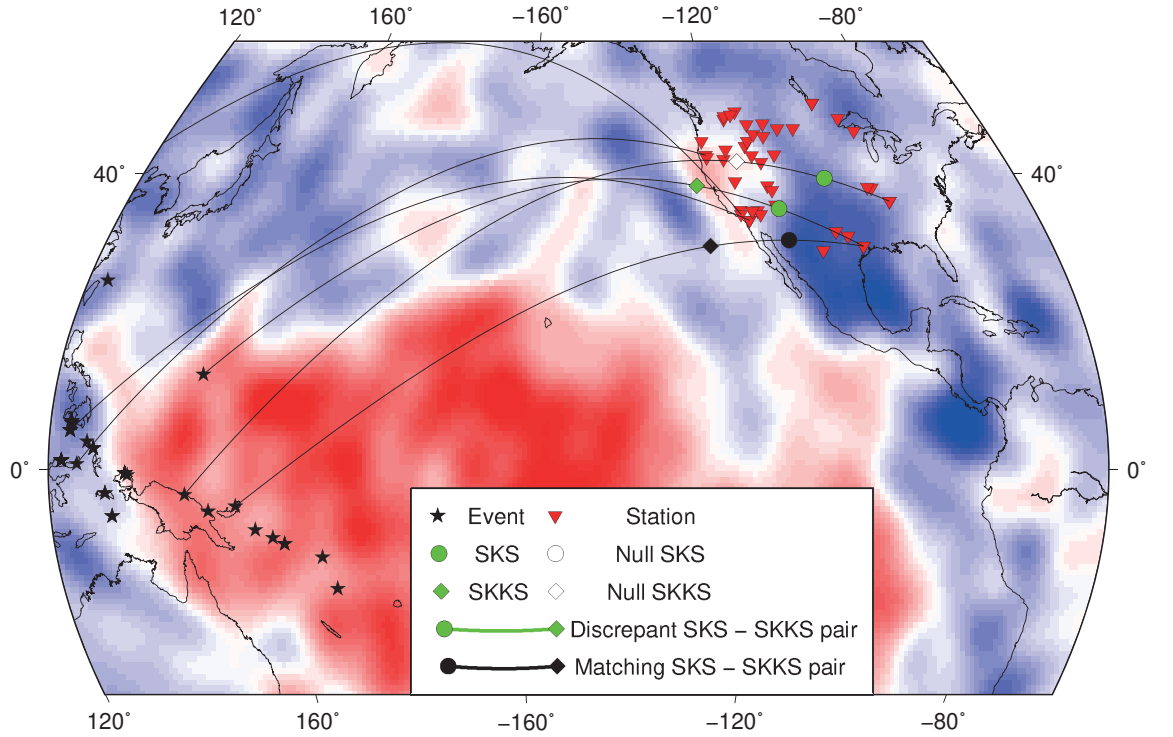 120˚ 160˚ −160˚ −120˚ −80˚
40˚ 40˚
0˚ 0˚
Event Station
SKS Null SKS
SKKS Null SKKS
Discrepant SKS − SKKS pair
Matching SKS − SKKS pair
120˚ 160˚ −160˚ −120˚ −80˚